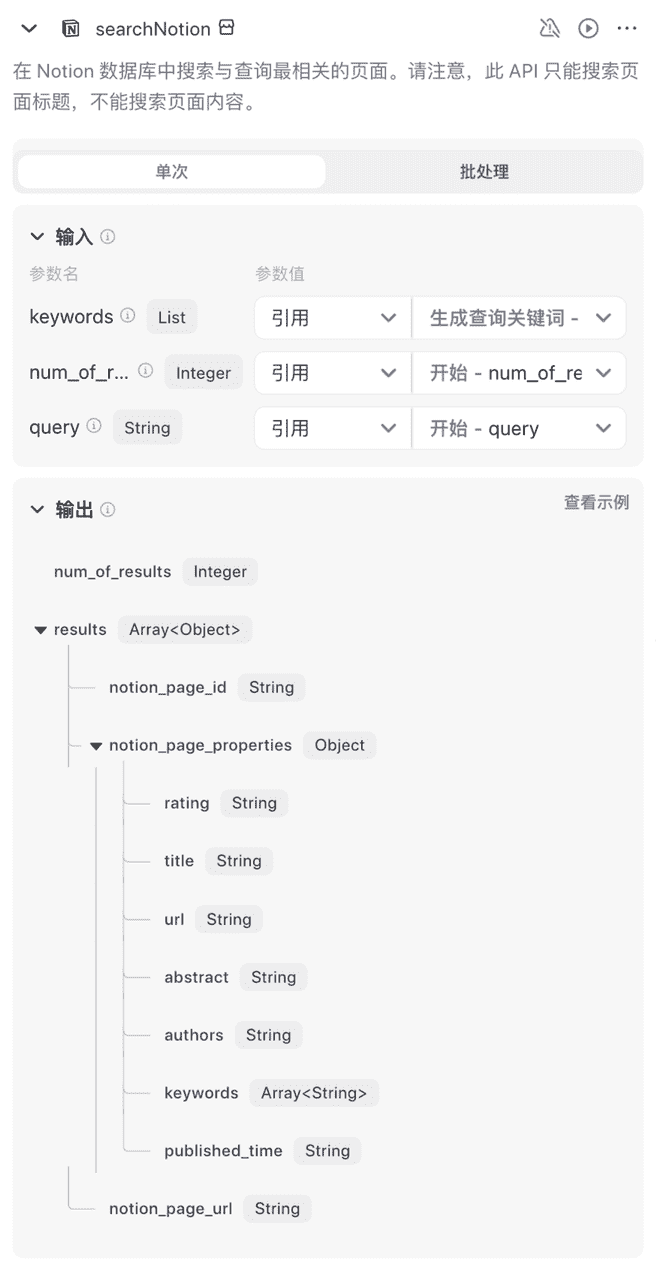 searchNotion
在 Notion 数据库中搜索与查询最相关的页面。请注意，此 API 只能搜索页
面标题，不能搜索页面内容。
单次 批处理
输入
参数名 参数值
keywords List 引用 生成查询关键词 -
num_of_r... Integer 引用 开始 - num_of_re
query String 引用 开始 - query
输出 查看示例
num_of_results Integer
results Array<Object>
notion_page_id String
notion_page_properties Object
rating String
title String
url String
abstract String
authors String
keywords Array<String>
published_time String
notion_page_url String